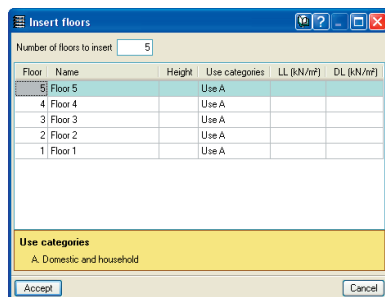 Insert floors
Number of floors to insert 5
Floor Name Height Use categories LL (kN/m²) DL (kN/m²)
5 Floor 5 Use A
4 Floor 4 Use A
3 Floor 3 Use A
2 Floor 2 Use A
1 Floor 1 Use A
Use categories
A. Domestic and household
Accept Cancel